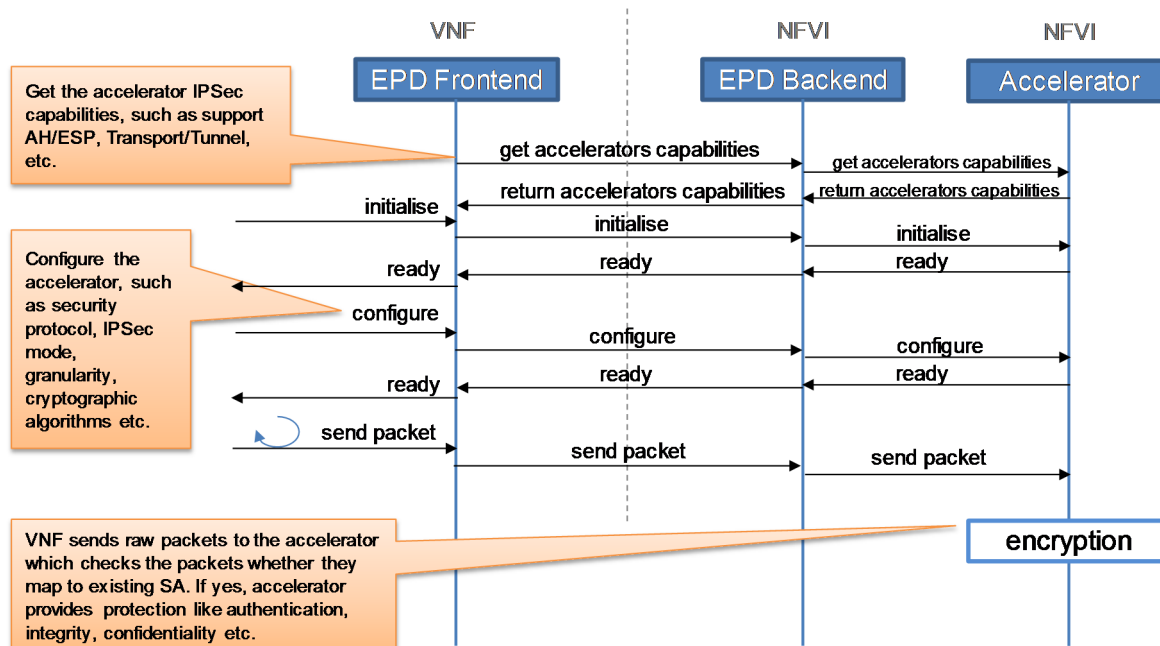 VNF
NFVI
NFVI
EPD Frontend
EPD Backend
Accelerator
Get the accelerator IPSec
capabilities, such as support
AH/ESP, Transport/Tunnel,
etc.
get accelerators capabilities
get accelerators capabilities
return accelerators capabilities
return accelerators capabilities
initialise
initialise
initialise
ready
ready
ready
Configure the
accelerator, such
as security
protocol, IPSec
mode,
granularity,
cryptographic
algorithms etc.
configure
configure
configure
ready
ready
ready
send packet
send packet
send packet
VNF sends raw packets to the accelerator
which checks the packets whether they
map to existing SA. If yes, accelerator
provides protection like authentication,
integrity, confidentiality etc.
encryption